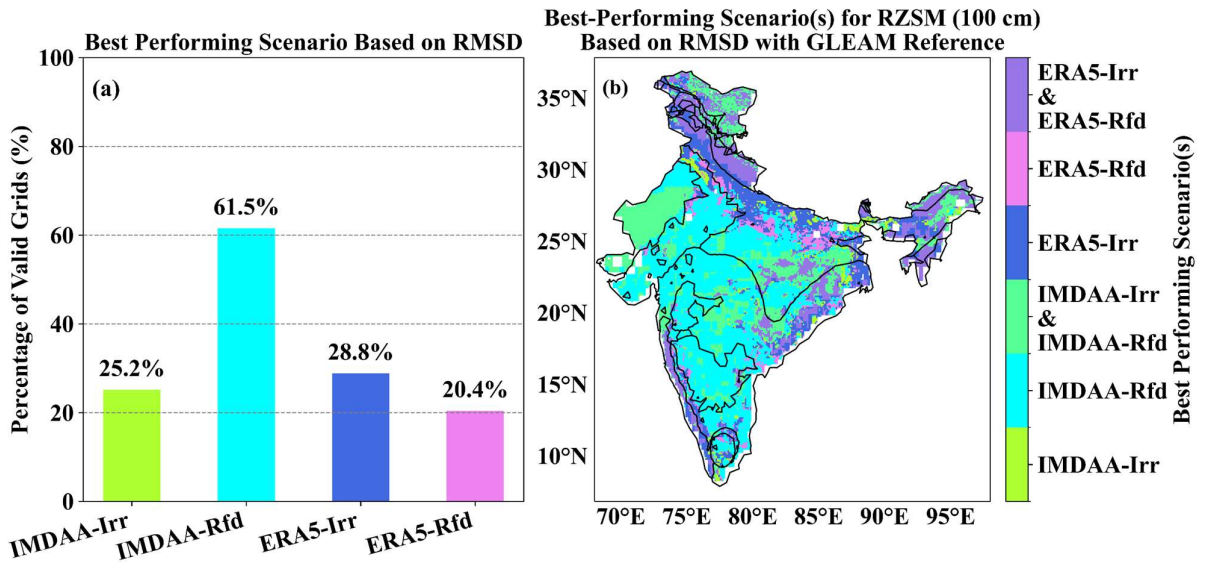 Best Performing Scenario Based on RMSD
(a)
Percentage of Valid Grids (%)
100
80
60
40
20
0
25.2%
61.5%
28.8%
20.4%
IMDAA-Irr
IMDAA-Rfd
ERA5-Irr
ERA5-Rfd
Best-Performing Scenario(s) for RZSM (100 cm)
Based on RMSD with GLEAM Reference
(b)
35°N
30°N
25°N
20°N
15°N
10°N
70°E
75°E
80°E
85°E
90°E
95°E
ERA5-Irr
&
ERA5-Rfd
ERA5-Rfd
ERA5-Irr
IMDAA-Irr
&
IMDAA-Rfd
IMDAA-Rfd
IMDAA-Irr
Best Performing Scenario(s)